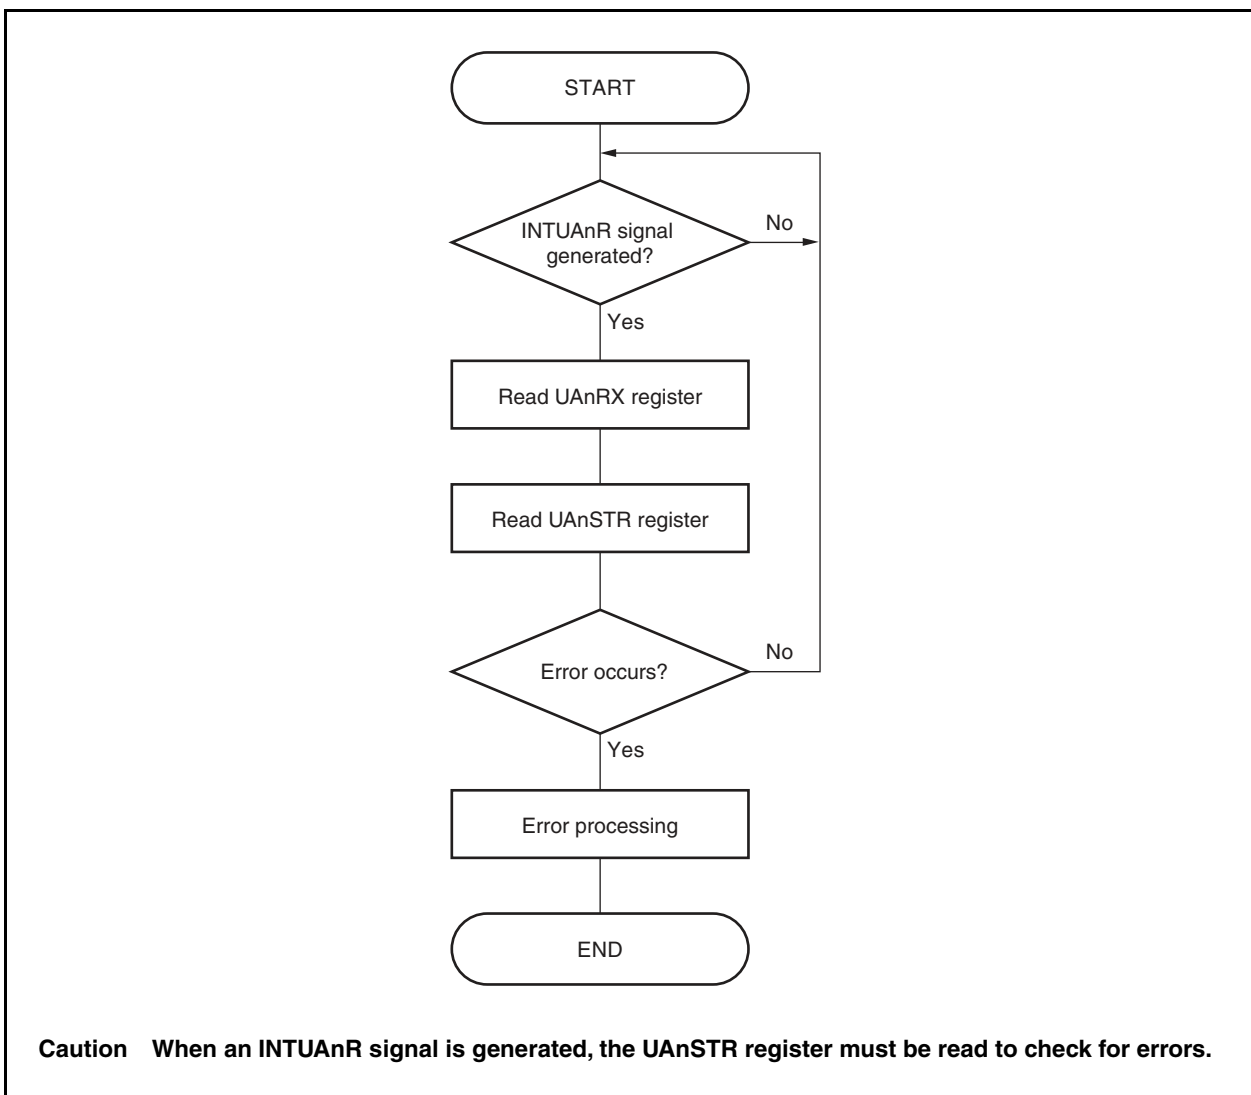 START
INTUAnR signal
generated?
No
Yes
Read UAnRX register
Read UAnSTR register
Error occurs?
No
Yes
Error processing
END
Caution When an INTUAnR signal is generated, the UAnSTR register must be read to check for errors.